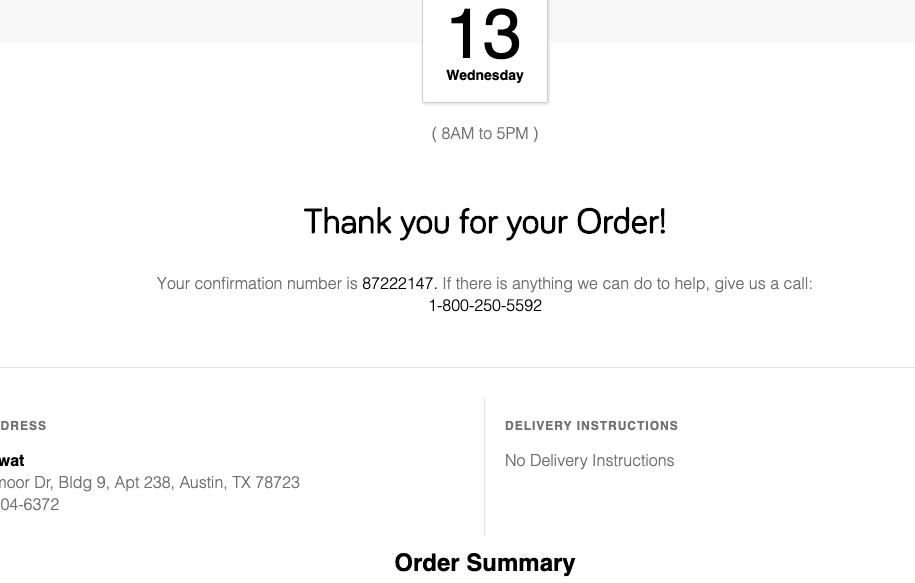 13
Wednesday
( 8AM to 5PM )
Thank you for your Order!
Your confirmation number is 87222147. If there is anything we can do to help, give us a call:
1-800-250-5592
DRESS
DELIVERY INSTRUCTIONS
wat
No Delivery Instructions
moor Dr, Bldg 9, Apt 238, Austin, TX 78723
04-6372
Order Summary